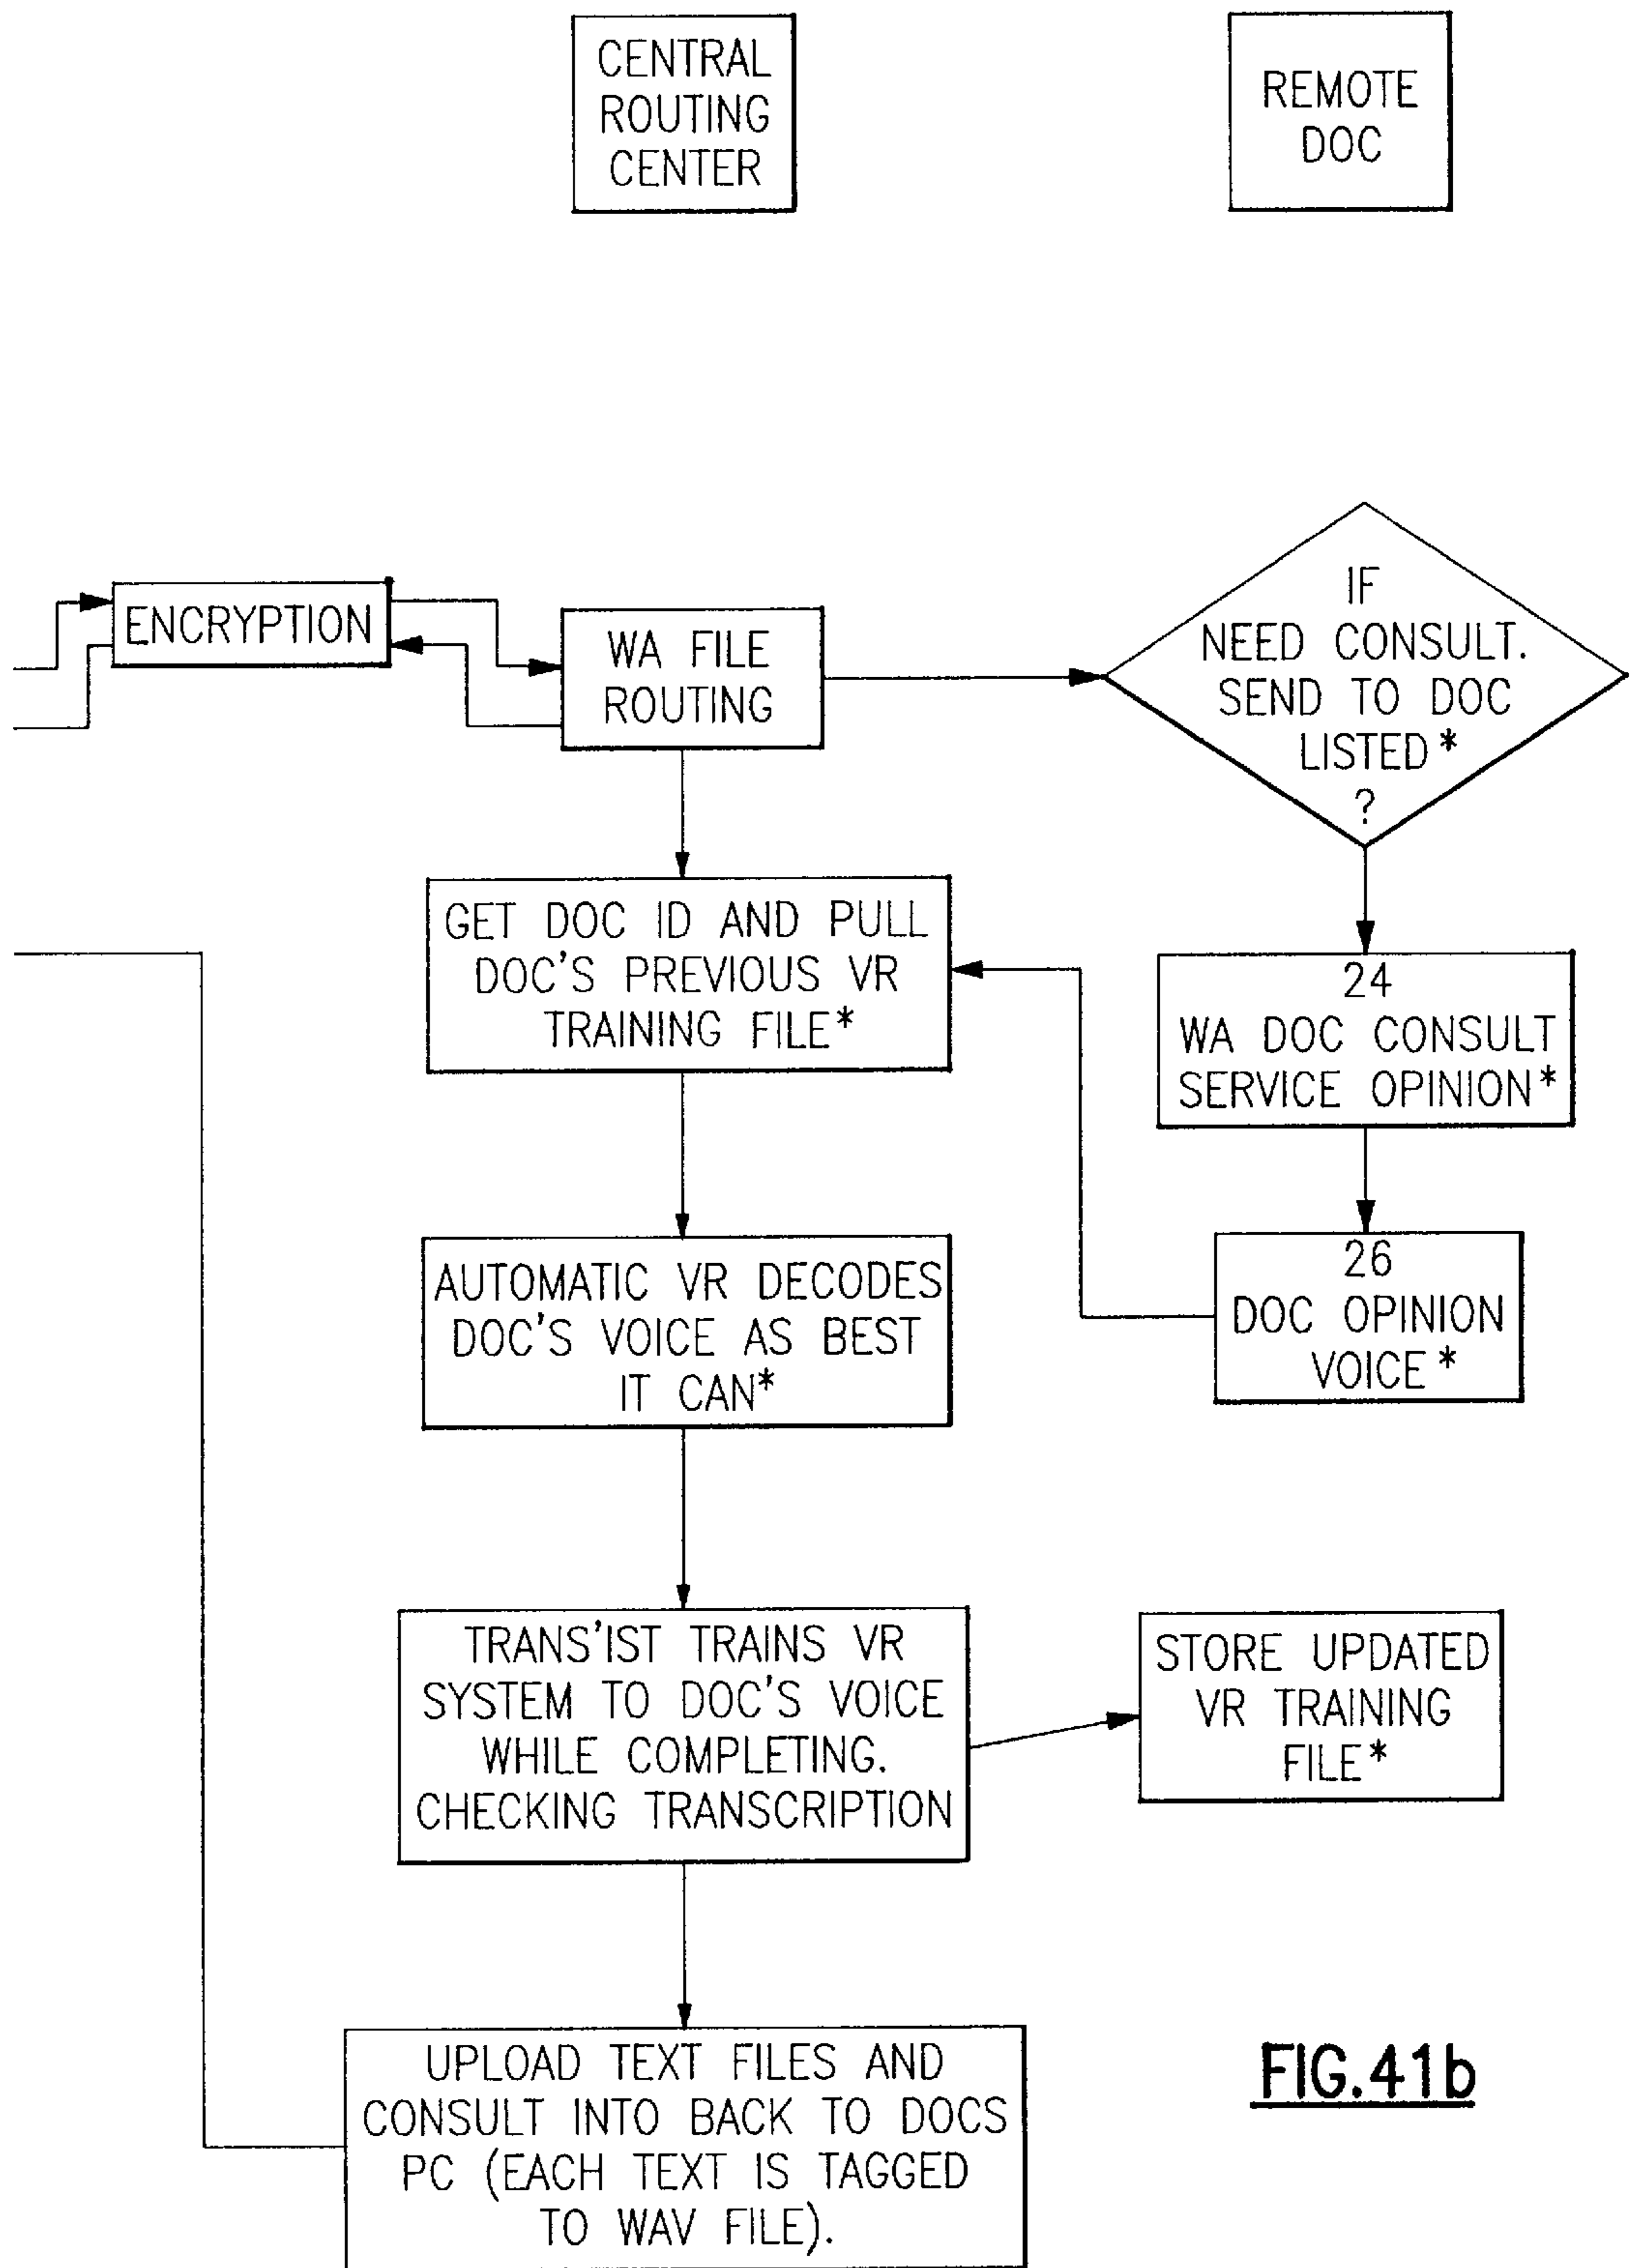 CENTRAL
ROUTING
CENTER
REMOTE
DOC
ENCRYPTION
WA FILE
ROUTING
IF
NEED CONSULT.
SEND TO DOC
LISTED*
?
GET DOC ID AND PULL
DOC'S PREVIOUS VR
TRAINING FILE*
24
WA DOC CONSULT
SERVICE OPINION*
AUTOMATIC VR DECODES
DOC'S VOICE AS BEST
IT CAN*
26
DOC OPINION
VOICE*
TRANS'IST TRAINS VR
SYSTEM TO DOC'S VOICE
WHILE COMPLETING.
CHECKING TRANSCRIPTION
STORE UPDATED
VR TRAINING
FILE*
UPLOAD TEXT FILES AND
CONSULT INTO BACK TO DOCS
PC (EACH TEXT IS TAGGED
TO WAV FILE).
FIG.41b